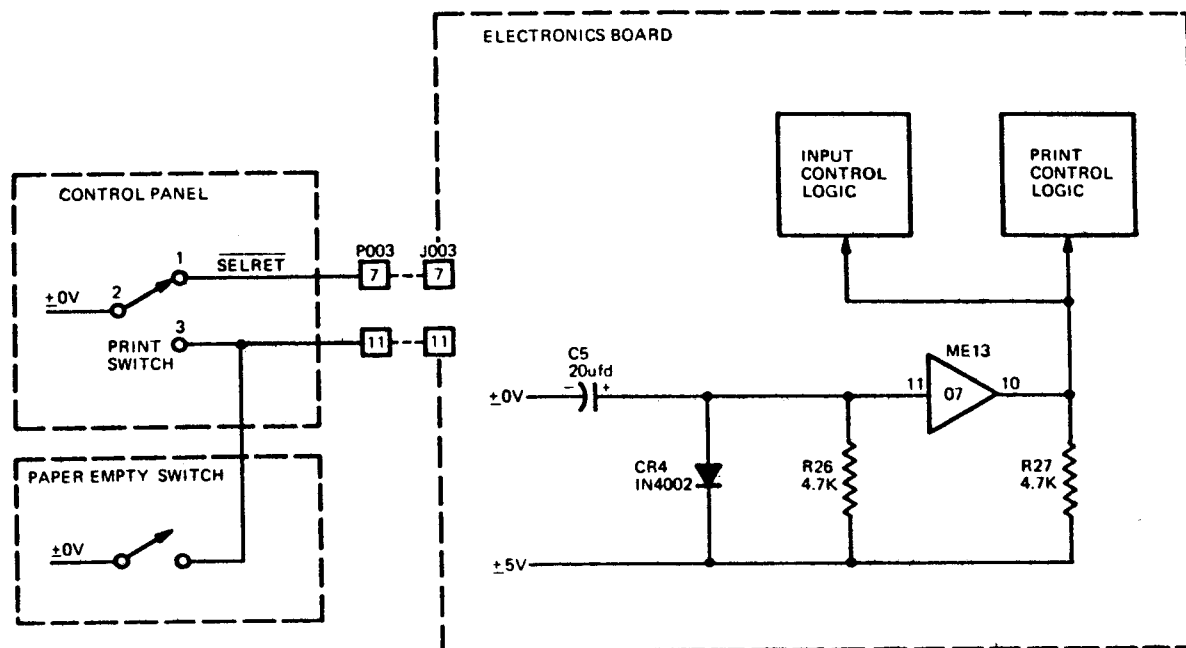 ELECTRONICS BOARD
INPUT
CONTROL
LOGIC
PRINT
CONTROL
LOGIC
CONTROL PANEL
1
SELRET
P003
J003
7
7
±0V
2
3
PRINT
SWITCH
11
11
C5
20ufd
±0V
-
+
ME13
11
07
10
CR4
IN4002
R26
4.7K
R27
4.7K
±5V
PAPER EMPTY SWITCH
±0V